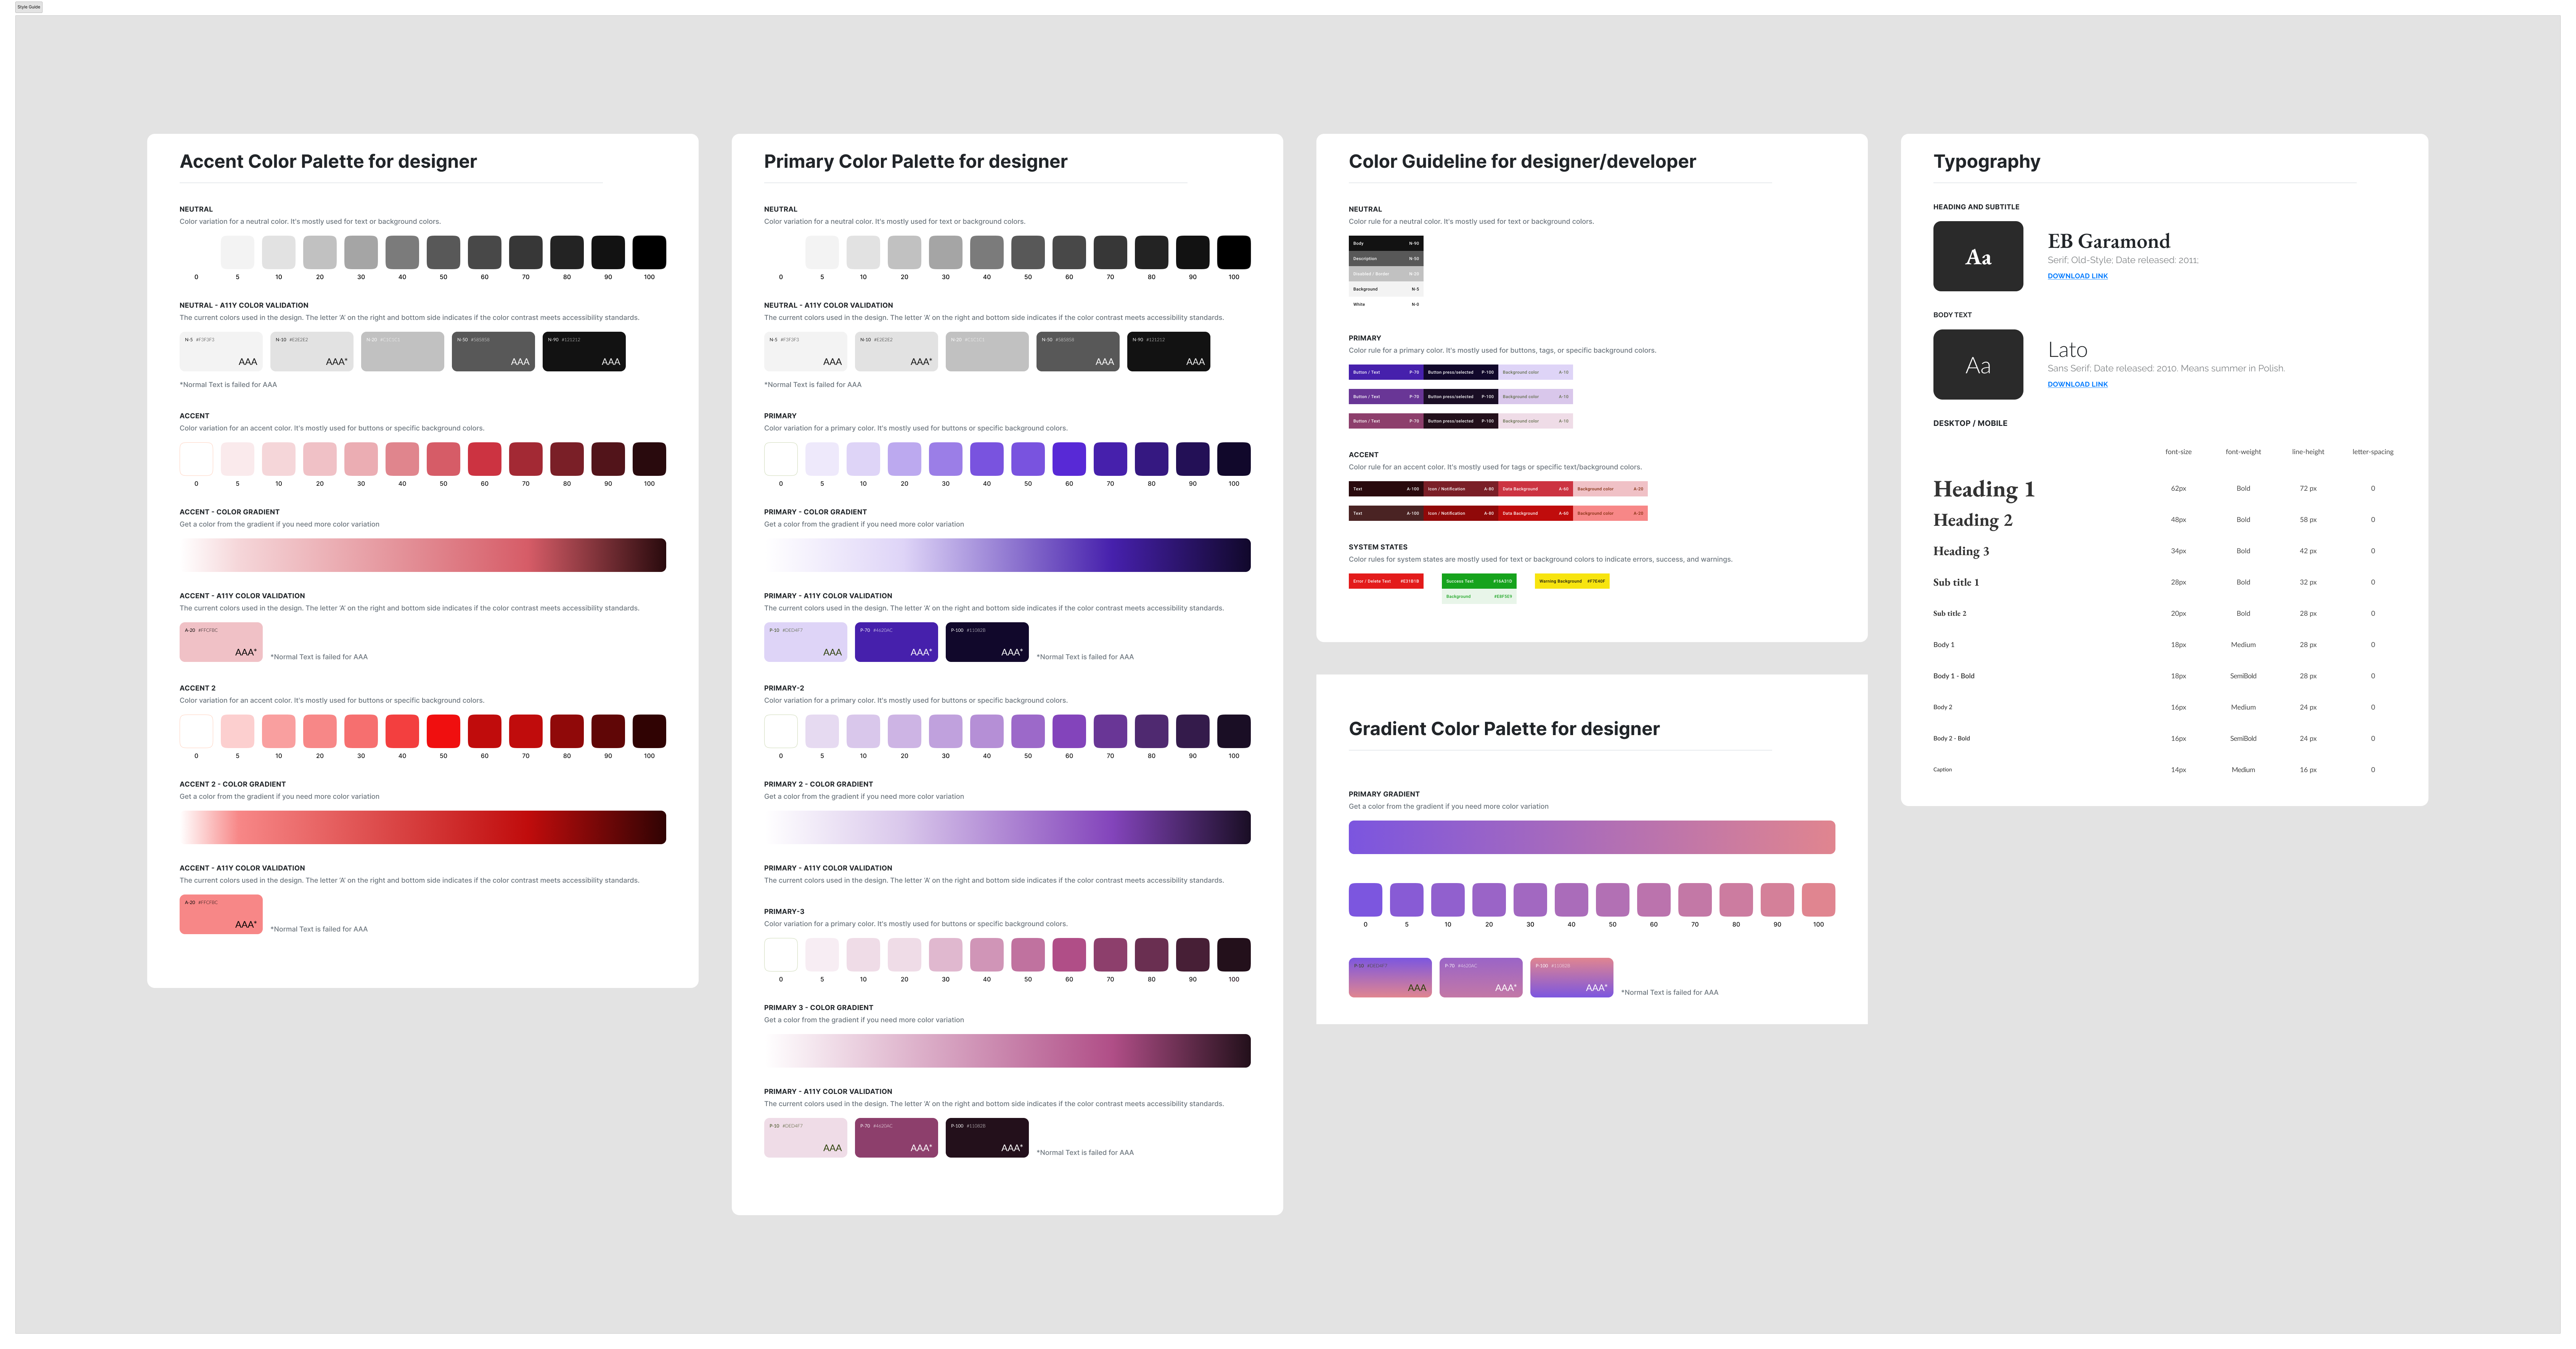 Style Guide
Accent Color Palette for designer
NEUTRAL
Color variation for a neutral color. It's mostly used for text or background colors.
0 5 10 20 30 40 50 60 70 80 90 100
NEUTRAL - A11Y COLOR VALIDATION
The current colors used in the design. The letter 'A' on the right and bottom side indicates if the color contrast meets accessibility standards.
N-5 #F3F3F3 N-10 #E2E2E2 N-50 #585858 N-90 #121212
AAA AAA* AAA AAA
*Normal Text is failed for AAA
ACCENT
Color variation for an accent color. It's mostly used for buttons or specific background colors.
0 5 10 20 30 40 50 60 70 80 90 100
ACCENT - COLOR GRADIENT
Get a color from the gradient if you need more color variation
ACCENT - A11Y COLOR VALIDATION
The current colors used in the design. The letter 'A' on the right and bottom side indicates if the color contrast meets accessibility standards.
A-20 #FFCFBC
AAA*
*Normal Text is failed for AAA
ACCENT 2
Color variation for an accent color. It's mostly used for buttons or specific background colors.
0 5 10 20 30 40 50 60 70 80 90 100
ACCENT 2 - COLOR GRADIENT
Get a color from the gradient if you need more color variation
ACCENT - A11Y COLOR VALIDATION
The current colors used in the design. The letter 'A' on the right and bottom side indicates if the color contrast meets accessibility standards.
A-20 #FFCFBC
AAA*
*Normal Text is failed for AAA
Primary Color Palette for designer
NEUTRAL
Color variation for a neutral color. It's mostly used for text or background colors.
0 5 10 20 30 40 50 60 70 80 90 100
NEUTRAL - A11Y COLOR VALIDATION
The current colors used in the design. The letter 'A' on the right and bottom side indicates if the color contrast meets accessibility standards.
N-5 #F3F3F3 N-10 #E2E2E2 N-50 #585858 N-90 #121212
AAA AAA* AAA AAA
*Normal Text is failed for AAA
PRIMARY
Color variation for a primary color. It's mostly used for buttons or specific background colors.
0 5 10 20 30 40 50 60 70 80 90 100
PRIMARY - COLOR GRADIENT
Get a color from the gradient if you need more color variation
PRIMARY - A11Y COLOR VALIDATION
The current colors used in the design. The letter 'A' on the right and bottom side indicates if the color contrast meets accessibility standards.
P-10 #DED4F7 P-70 #4620AC P-100 #110B2B
AAA AAA* AAA*
*Normal Text is failed for AAA
PRIMARY-2
Color variation for a primary color. It's mostly used for buttons or specific background colors.
0 5 10 20 30 40 50 60 70 80 90 100
PRIMARY 2 - COLOR GRADIENT
Get a color from the gradient if you need more color variation
PRIMARY - A11Y COLOR VALIDATION
The current colors used in the design. The letter 'A' on the right and bottom side indicates if the color contrast meets accessibility standards.
PRIMARY-3
Color variation for a primary color. It's mostly used for buttons or specific background colors.
0 5 10 20 30 40 50 60 70 80 90 100
PRIMARY 3 - COLOR GRADIENT
Get a color from the gradient if you need more color variation
PRIMARY - A11Y COLOR VALIDATION
The current colors used in the design. The letter 'A' on the right and bottom side indicates if the color contrast meets accessibility standards.
P-10 #DED4F7 P-70 #4620AC P-100 #110B2B
AAA AAA* AAA*
*Normal Text is failed for AAA
Color Guideline for designer/developer
NEUTRAL
Color rule for a neutral color. It's mostly used for text or background colors.
Body N-90
Description N-50
Disabled / Border N-20
Background N-5
White N-0
PRIMARY
Color rule for a primary color. It's mostly used for buttons, tags, or specific background colors.
Button / Text P-70 Button press/selected P-100 Background color A-10
Button / Text P-70 Button press/selected P-100 Background color A-10
Button / Text P-70 Button press/selected P-100 Background color A-10
ACCENT
Color rule for an accent color. It's mostly used for tags or specific text/background colors.
Text A-100 Icon / Notification A-80 Data Background A-60 Background color A-20
Text A-100 Icon / Notification A-80 Data Background A-60 Background color A-20
SYSTEM STATES
Color rules for system states are mostly used for text or background colors to indicate errors, success, and warnings.
Error / Delete Text #E31B1B Success Text #16A31D Warning Background #F7E40F
Background #E8F5E9
Gradient Color Palette for designer
PRIMARY GRADIENT
Get a color from the gradient if you need more color variation
0 5 10 20 30 40 50 60 70 80 90 100
P-10 #DED4F7 P-70 #4620AC P-100 #110B2B
AAA AAA* AAA*
*Normal Text is failed for AAA
Typography
HEADING AND SUBTITLE
Aa
EB Garamond
Serif; Old-Style; Date released: 2011;
DOWNLOAD LINK
BODY TEXT
Aa
Lato
Sans Serif; Date released: 2010. Means summer in Polish.
DOWNLOAD LINK
DESKTOP / MOBILE
font-size font-weight line-height letter-spacing
Heading 1 62px Bold 72 px 0
Heading 2 48px Bold 58 px 0
Heading 3 34px Bold 42 px 0
Sub title 1 28px Bold 32 px 0
Sub title 2 20px Bold 28 px 0
Body 1 18px Medium 28 px 0
Body 1 - Bold 18px SemiBold 28 px 0
Body 2 16px Medium 24 px 0
Body 2 - Bold 16px SemiBold 24 px 0
Caption 14px Medium 16 px 0